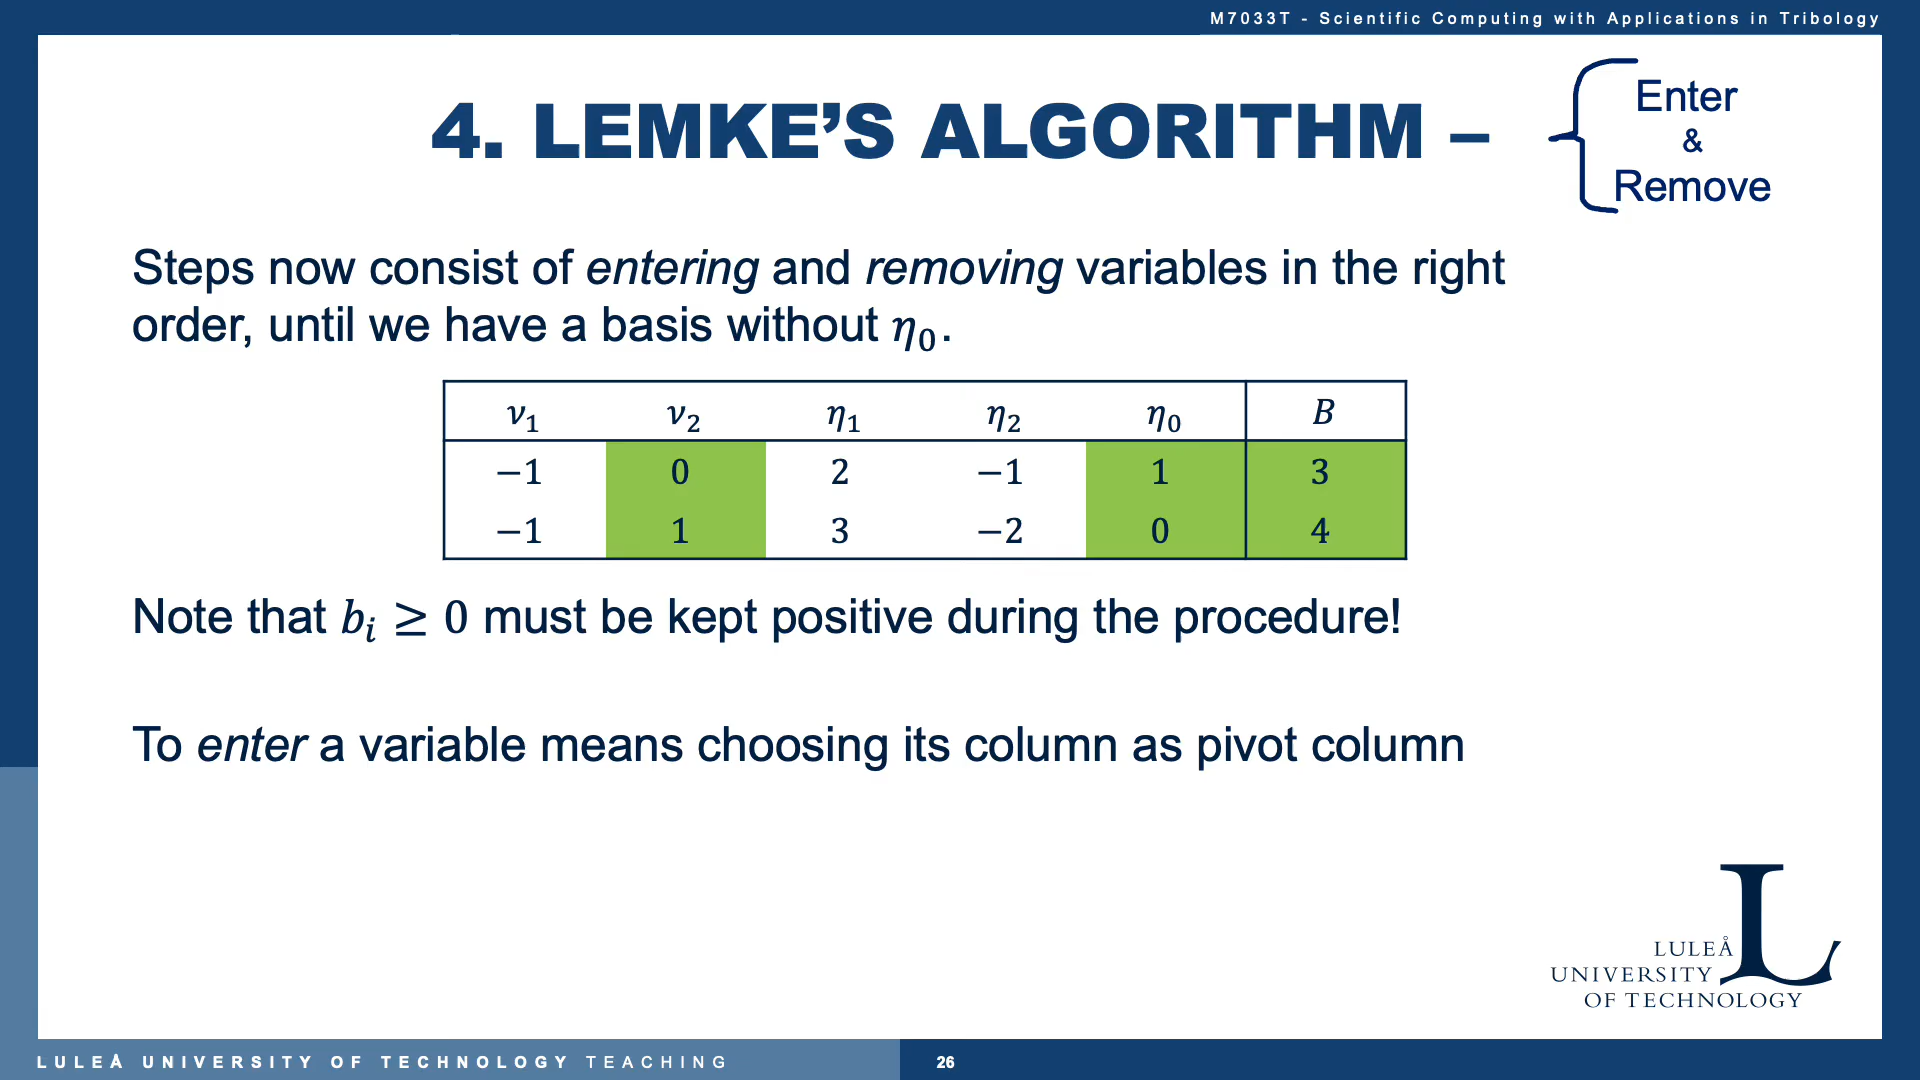 M7033T - Scientific Computing with Applications in Tribology
4. LEMKE’S ALGORITHM –
Enter
&
Remove
Steps now consist of entering and removing variables in the right
order, until we have a basis without η₀.
ν₁ ν₂ η₁ η₂ η₀ B
−1 0 2 −1 1 3
−1 1 3 −2 0 4
Note that bᵢ ≥ 0 must be kept positive during the procedure!
To enter a variable means choosing its column as pivot column
LULEÅ
UNIVERSITY
OF TECHNOLOGY
LULEÅ UNIVERSITY OF TECHNOLOGY TEACHING
26